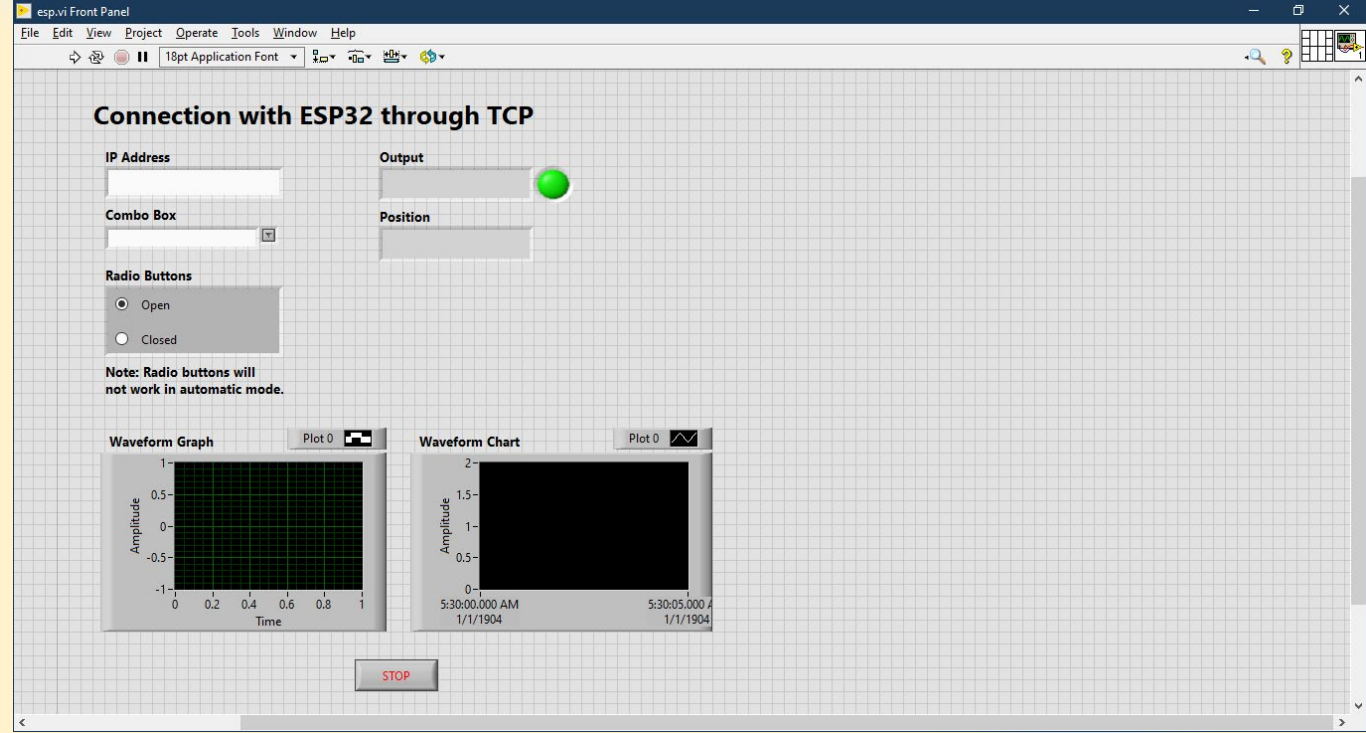 esp.vi Front Panel
File Edit View Project Operate Tools Window Help
18pt Application Font
1
Connection with ESP32 through TCP
IP Address
Output
Combo Box
Position
Radio Buttons
Open
Closed
Note: Radio buttons will
not work in automatic mode.
Waveform Graph
Plot 0
1
0.5
0
-0.5
-1
Amplitude
0 0.2 0.4 0.6 0.8 1
Time
Waveform Chart
Plot 0
2
1.5
1
0.5
0
Amplitude
5:30:00.000 AM 5:30:05.000
1/1/1904 1/1/1904
STOP